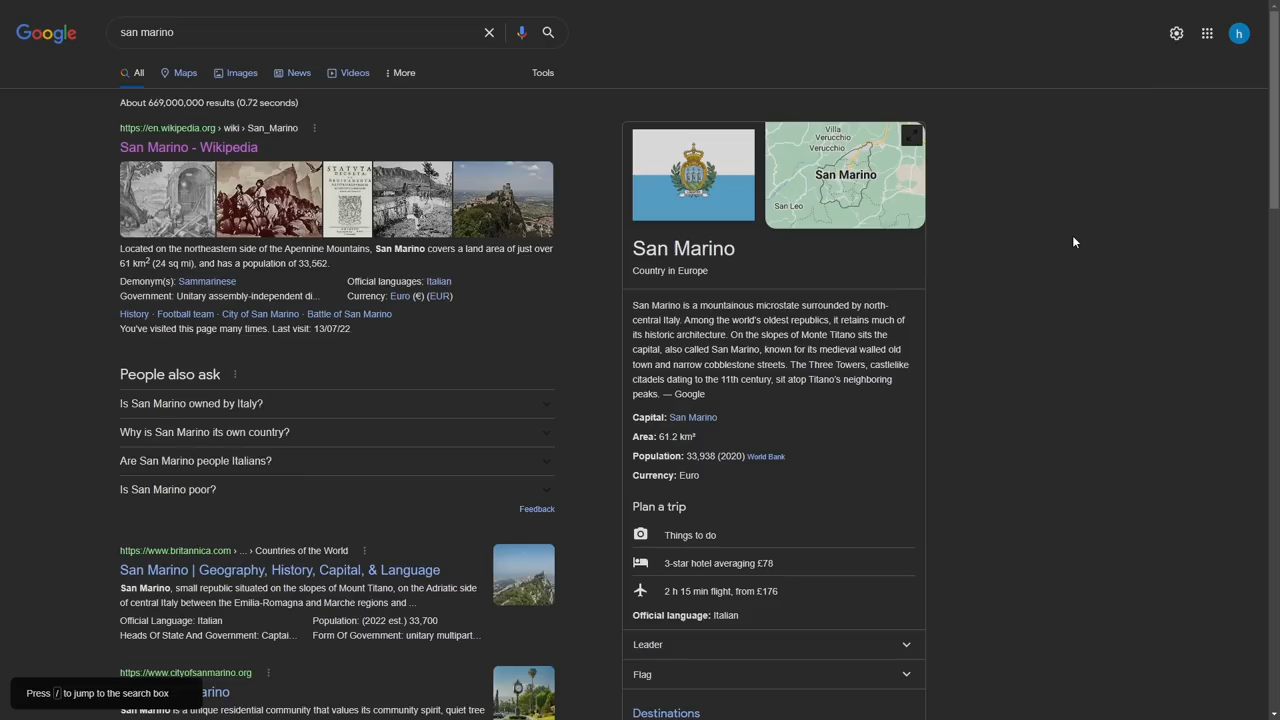 Google
san marino
h
All
Maps
Images
News
Videos
More
Tools
About 669,000,000 results (0.72 seconds)
https://en.wikipedia.org › wiki › San_Marino
San Marino - Wikipedia
STATVTA
Located on the northeastern side of the Apennine Mountains, San Marino covers a land area of just over
61 km² (24 sq mi), and has a population of 33,562.
Demonym(s): Sammarinese
Official languages: Italian
Government: Unitary assembly-independent di...
Currency: Euro (€) (EUR)
History · Football team · City of San Marino · Battle of San Marino
You've visited this page many times. Last visit: 13/07/22
People also ask
Is San Marino owned by Italy?
Why is San Marino its own country?
Are San Marino people Italians?
Is San Marino poor?
Feedback
https://www.britannica.com › ... › Countries of the World
San Marino | Geography, History, Capital, & Language
San Marino, small republic situated on the slopes of Mount Titano, on the Adriatic side
of central Italy between the Emilia-Romagna and Marche regions and ...
Official Language: Italian
Population: (2022 est.) 33,700
Heads Of State And Government: Captai...
Form Of Government: unitary multipart...
https://www.cityofsanmarino.org
arino
San Marino is a unique residential community that values its community spirit, quiet tree
Press / to jump to the search box
Villa
Verucchio
Verucchio
San Marino
San Leo
San Marino
Country in Europe
San Marino is a mountainous microstate surrounded by north-
central Italy. Among the world's oldest republics, it retains much of
its historic architecture. On the slopes of Monte Titano sits the
capital, also called San Marino, known for its medieval walled old
town and narrow cobblestone streets. The Three Towers, castlelike
citadels dating to the 11th century, sit atop Titano's neighboring
peaks. — Google
Capital: San Marino
Area: 61.2 km²
Population: 33,938 (2020) World Bank
Currency: Euro
Plan a trip
Things to do
3-star hotel averaging £78
2 h 15 min flight, from £176
Official language: Italian
Leader
Flag
Destinations